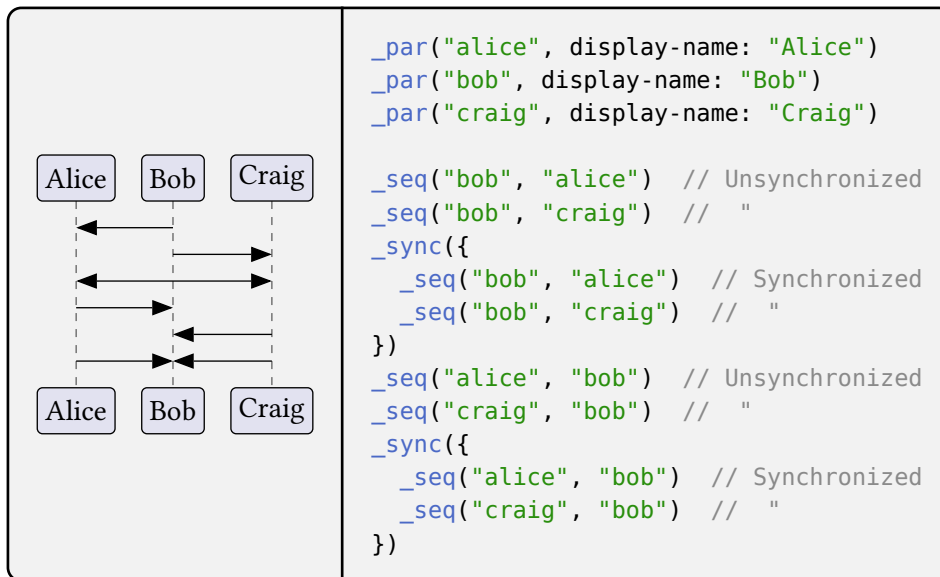 Alice Bob Craig
Alice Bob Craig
_par("alice", display-name: "Alice")
_par("bob", display-name: "Bob")
_par("craig", display-name: "Craig")

_seq("bob", "alice")  // Unsynchronized
_seq("bob", "craig")  //  "
_sync({
  _seq("bob", "alice")  // Synchronized
  _seq("bob", "craig")  //  "
})
_seq("alice", "bob")  // Unsynchronized
_seq("craig", "bob")  //  "
_sync({
  _seq("alice", "bob")  // Synchronized
  _seq("craig", "bob")  //  "
})